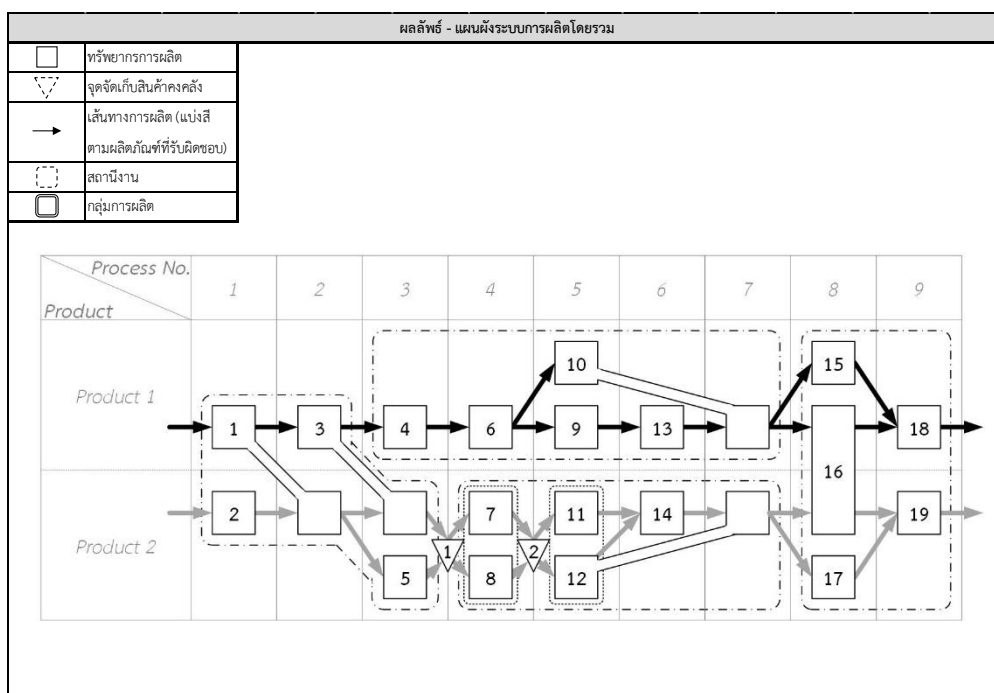 ผลลัพธ์ - แผนผังระบบการผลิตโดยรวม
ทรัพยากรการผลิต
จุดจัดเก็บสินค้าคงคลัง
เส้นทางการผลิต (แบ่งสี
ตามผลิตภัณฑ์ที่รับผิดชอบ)
สถานีงาน
กลุ่มการผลิต
Process No.
Product
1 2 3 4 5 6 7 8 9
Product 1
10 15
1 3 4 6 9 13 18
16
2 7 11 14 19
Product 2
1 2
5 8 12 17